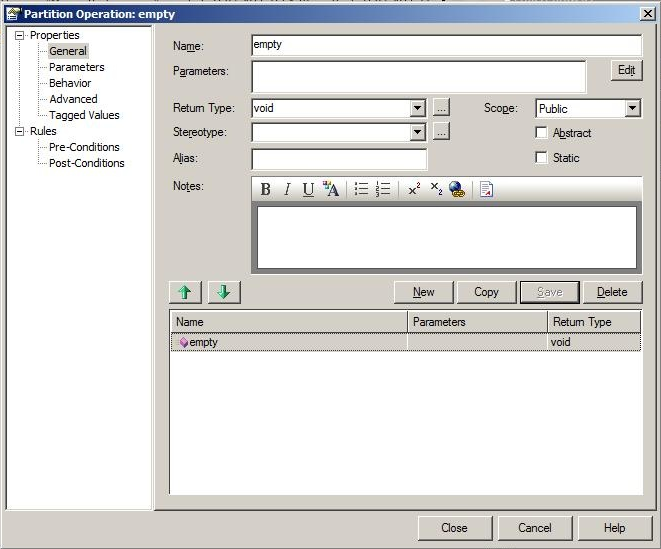 Partition Operation: empty
Properties
General
Parameters
Behavior
Advanced
Tagged Values
Rules
Pre-Conditions
Post-Conditions
Name: empty
Parameters: Edit
Return Type: void ... Scope: Public
Stereotype: ... Abstract
Alias: Static
Notes: B I U A x² x₂
New Copy Save Delete
Name Parameters Return Type
empty void
Close Cancel Help